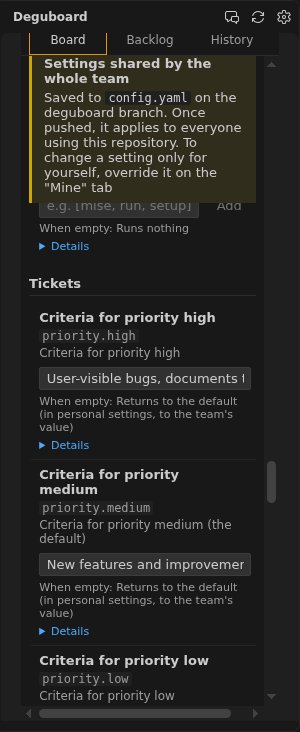 Deguboard
Board Backlog History
Settings shared by the
whole team
Saved to config.yaml on the
deguboard branch. Once
pushed, it applies to everyone
using this repository. To
change a setting only for
yourself, override it on the
"Mine" tab
e.g. [mise, run, setup] Add
When empty: Runs nothing
Details
Tickets
Criteria for priority high
priority.high
Criteria for priority high
User-visible bugs, documents t
When empty: Returns to the default
(in personal settings, to the team's
value)
Details
Criteria for priority
medium
priority.medium
Criteria for priority medium (the
default)
New features and improvemer
When empty: Returns to the default
(in personal settings, to the team's
value)
Details
Criteria for priority low
priority.low
Criteria for priority low